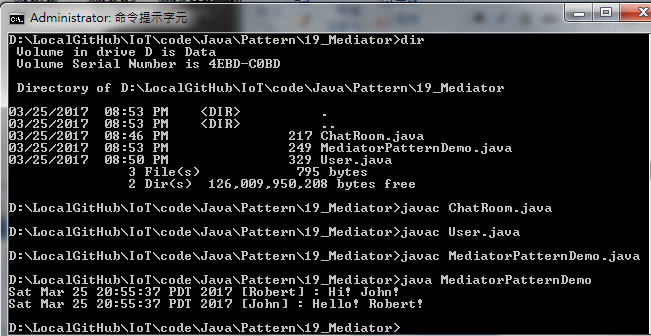 Administrator: 命令提示字元
D:\LocalGitHub\IoT\code\Java\Pattern\19_Mediator>dir
 Volume in drive D is Data
 Volume Serial Number is 4EBD-C0BD

 Directory of D:\LocalGitHub\IoT\code\Java\Pattern\19_Mediator

03/25/2017  08:53 PM    <DIR>          .
03/25/2017  08:53 PM    <DIR>          ..
03/25/2017  08:46 PM               217 ChatRoom.java
03/25/2017  08:53 PM               249 MediatorPatternDemo.java
03/25/2017  08:50 PM               329 User.java
               3 File(s)            795 bytes
               2 Dir(s)  126,009,950,208 bytes free

D:\LocalGitHub\IoT\code\Java\Pattern\19_Mediator>javac ChatRoom.java

D:\LocalGitHub\IoT\code\Java\Pattern\19_Mediator>javac User.java

D:\LocalGitHub\IoT\code\Java\Pattern\19_Mediator>javac MediatorPatternDemo.java

D:\LocalGitHub\IoT\code\Java\Pattern\19_Mediator>java MediatorPatternDemo
Sat Mar 25 20:55:37 PDT 2017 [Robert] : Hi! John!
Sat Mar 25 20:55:37 PDT 2017 [John] : Hello! Robert!

D:\LocalGitHub\IoT\code\Java\Pattern\19_Mediator>